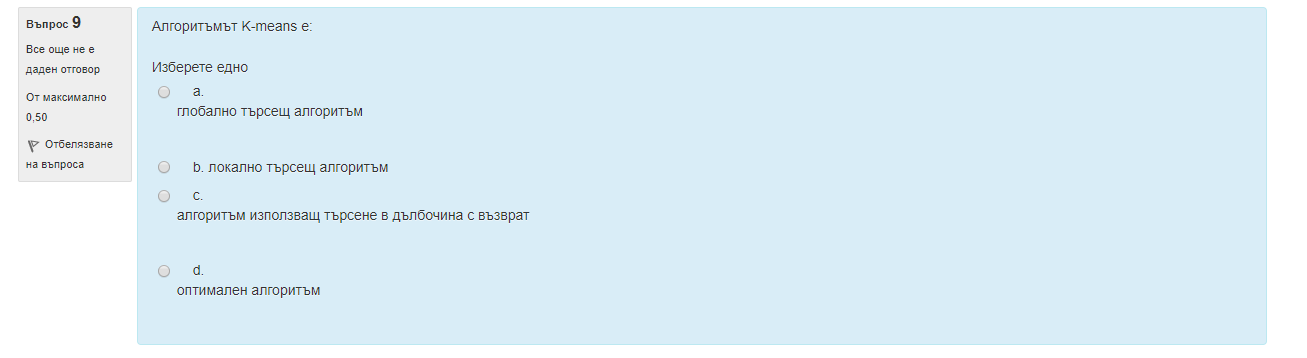 Въпрос 9
Все още не е
даден отговор
От максимално
0,50
Отбелязване
на въпроса
Алгоритъмът K-means е:
Изберете едно
a.
глобално търсещ алгоритъм
b. локално търсещ алгоритъм
c.
алгоритъм използващ търсене в дълбочина с възврат
d.
оптимален алгоритъм